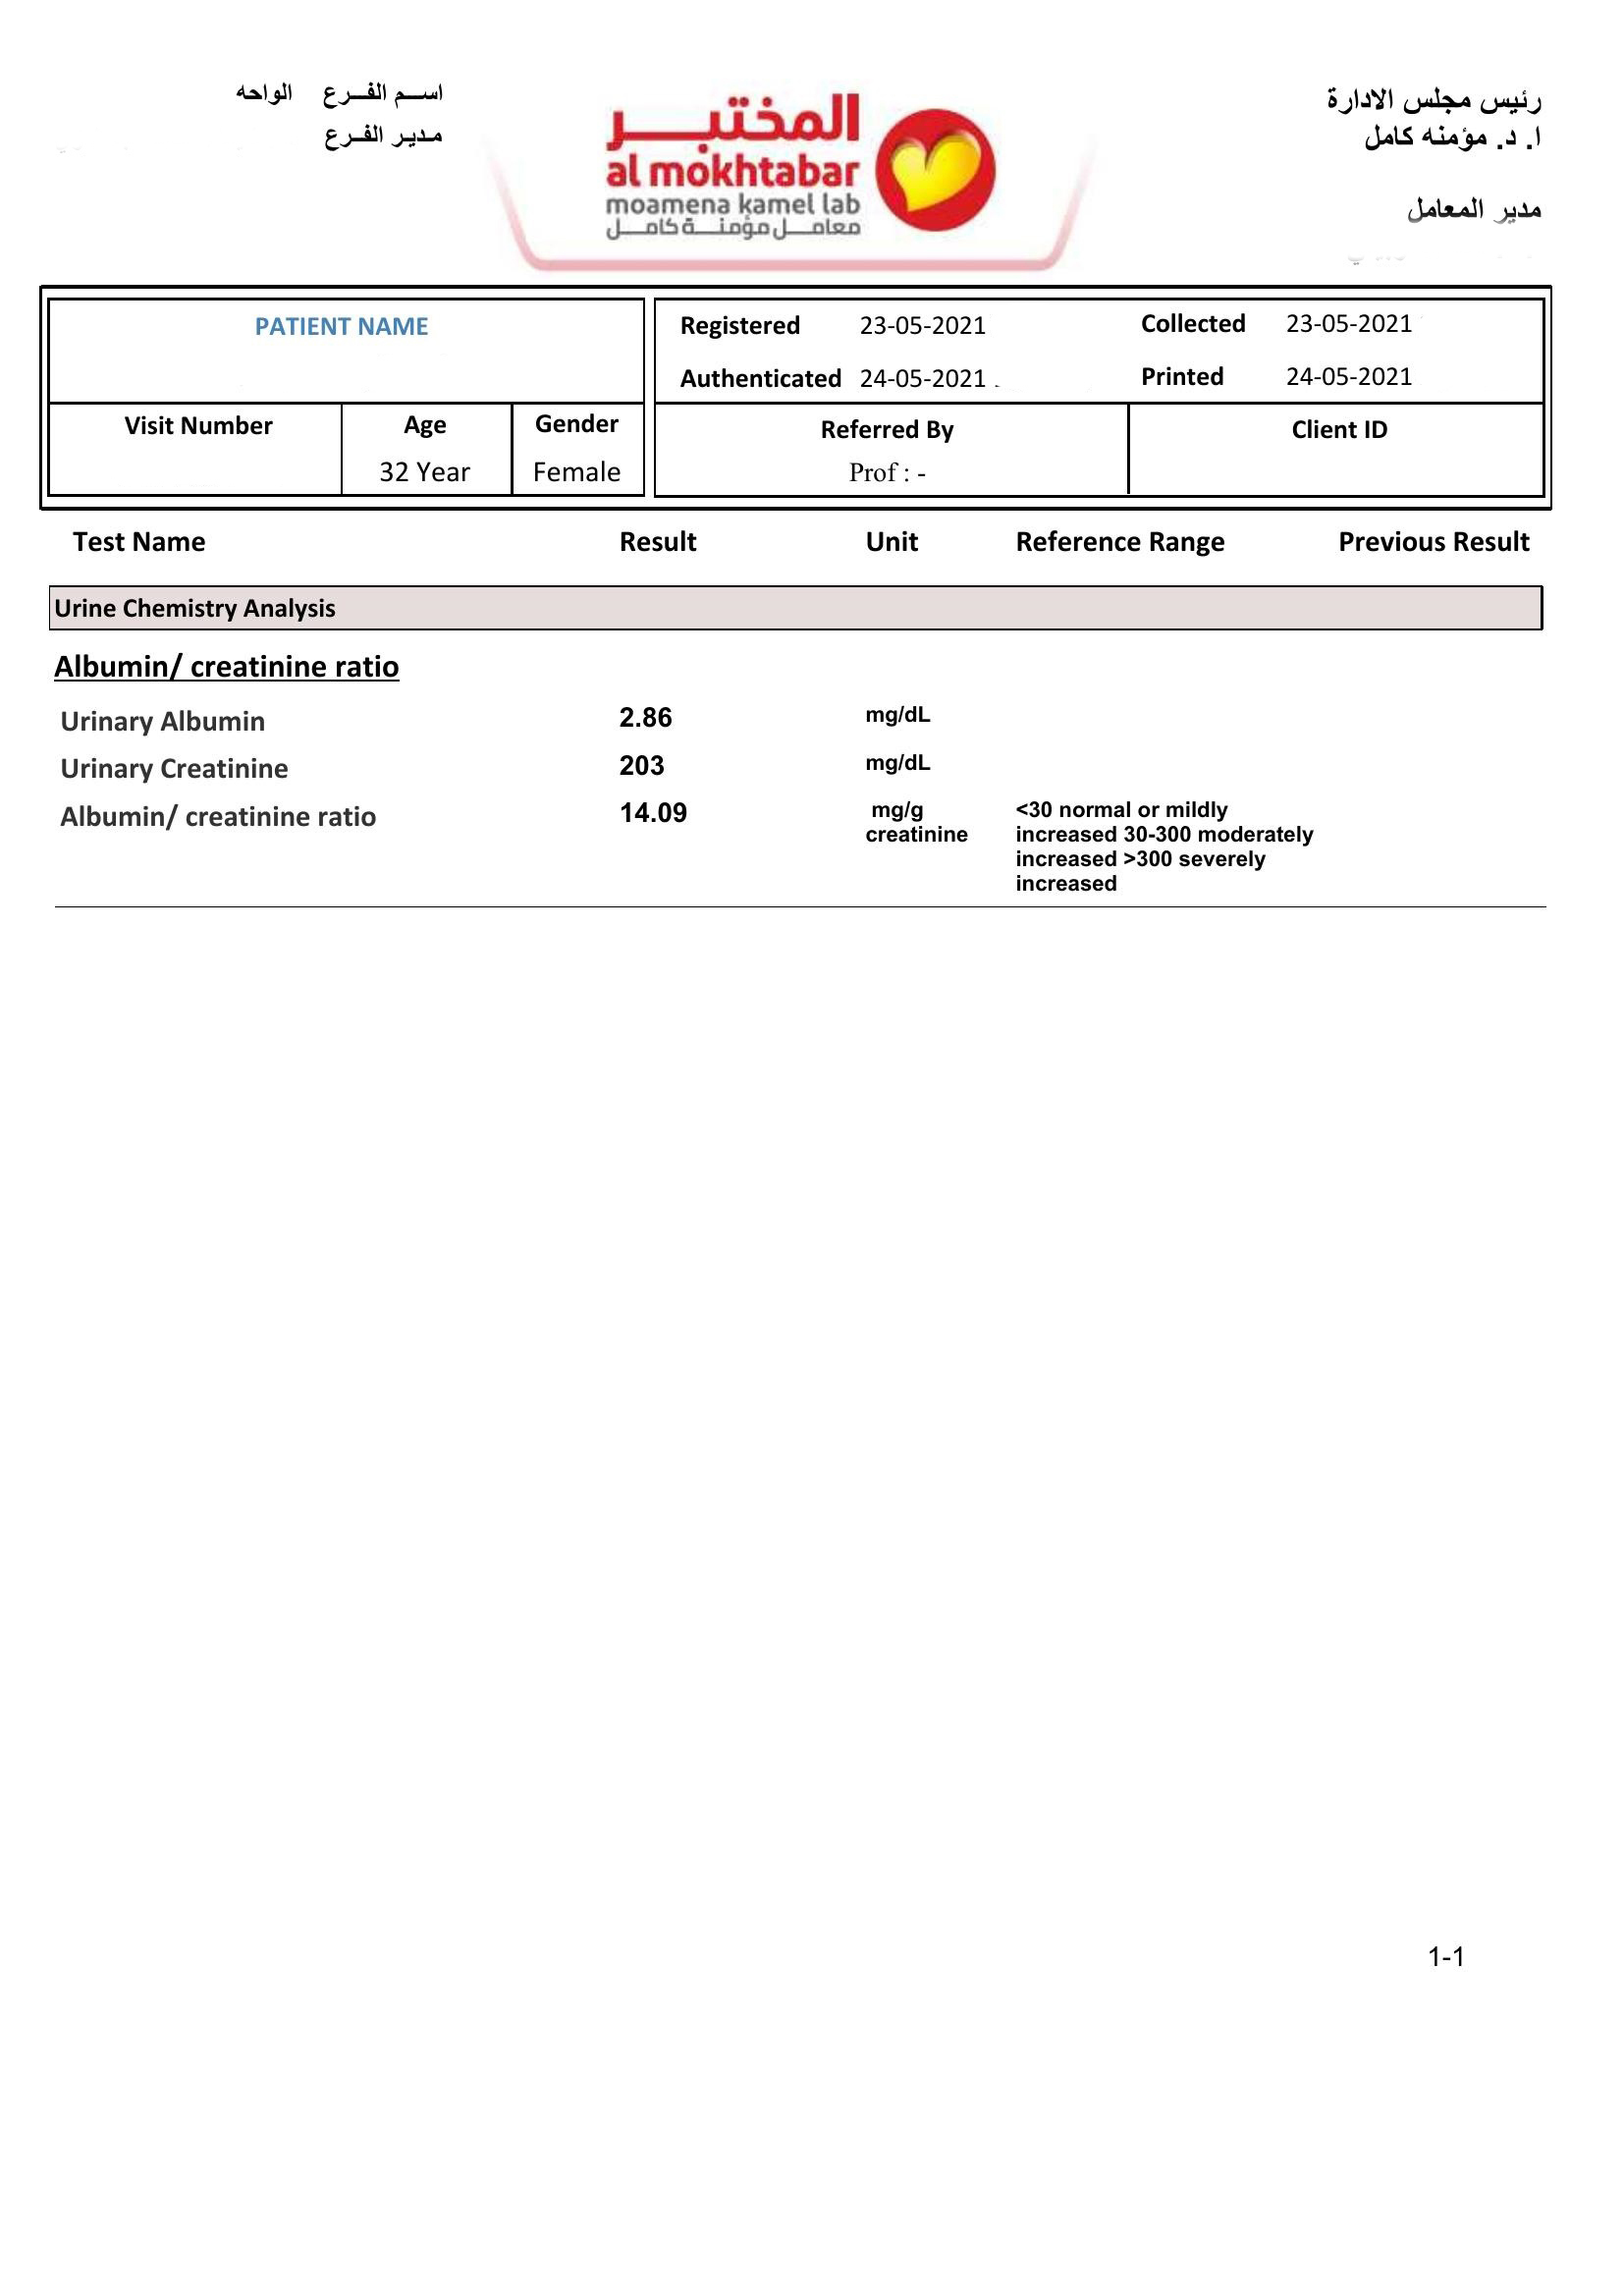 رئيس مجلس الادارة
ا. د. مؤمنه كامل
مدير المعامل
المختبر
al mokhtabar
moamena kamel lab
معامل مؤمنة كامل
اسم الفرع الواحه
مدير الفرع
PATIENT NAME
Registered 23-05-2021 Collected 23-05-2021
Authenticated 24-05-2021 Printed 24-05-2021
Visit Number Age Gender Referred By Client ID
32 Year Female Prof : -
Test Name Result Unit Reference Range Previous Result
Urine Chemistry Analysis
Albumin/ creatinine ratio
Urinary Albumin 2.86 mg/dL
Urinary Creatinine 203 mg/dL
Albumin/ creatinine ratio 14.09 mg/g <30 normal or mildly
creatinine increased 30-300 moderately
increased >300 severely
increased
1-1